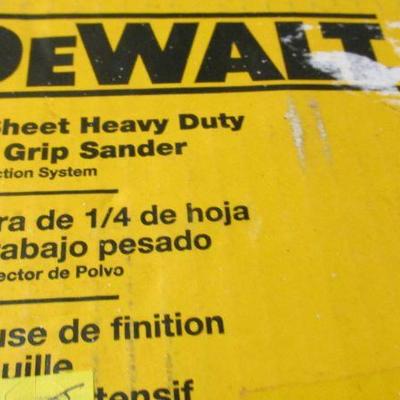 DEWALT
Sheet Heavy Duty
Grip Sander
ction System
ra de 1/4 de hoja
rabajo pesado
ector de Polvo
use de finition
uille
tensif